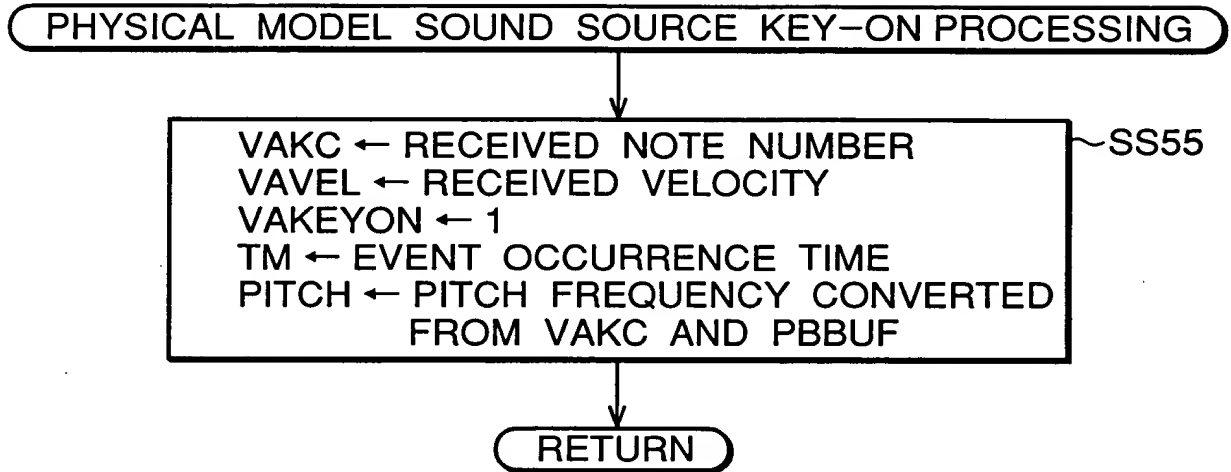 PHYSICAL MODEL SOUND SOURCE KEY-ON PROCESSING
VAKC ← RECEIVED NOTE NUMBER
SS55
VAVEL ← RECEIVED VELOCITY
VAKEYON ← 1
TM ← EVENT OCCURRENCE TIME
PITCH ← PITCH FREQUENCY CONVERTED
FROM VAKC AND PBBUF
RETURN